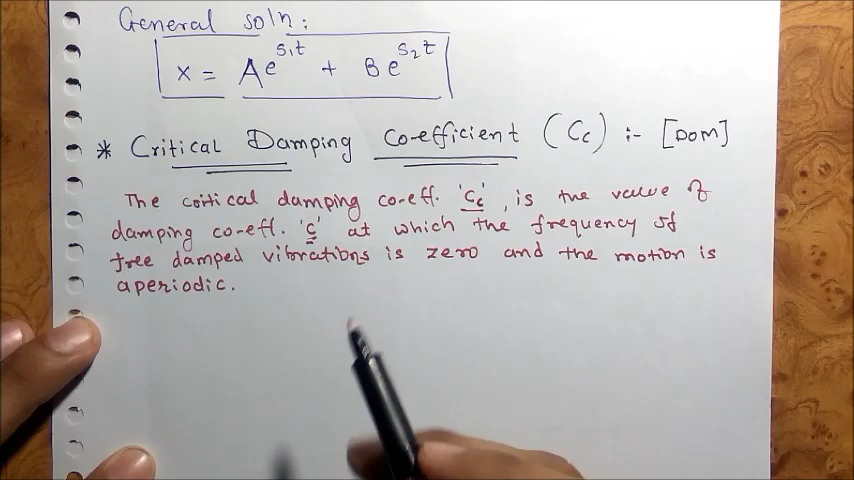 General soln:
x = Ae^{s₁t} + Be^{s₂t}
* Critical Damping Co-efficient (Cc) :- [DOM]
The critical damping co-eff. 'Cc', is the value of
damping co-eff. 'c' at which the frequency of
free damped vibrations is zero and the motion is
aperiodic.